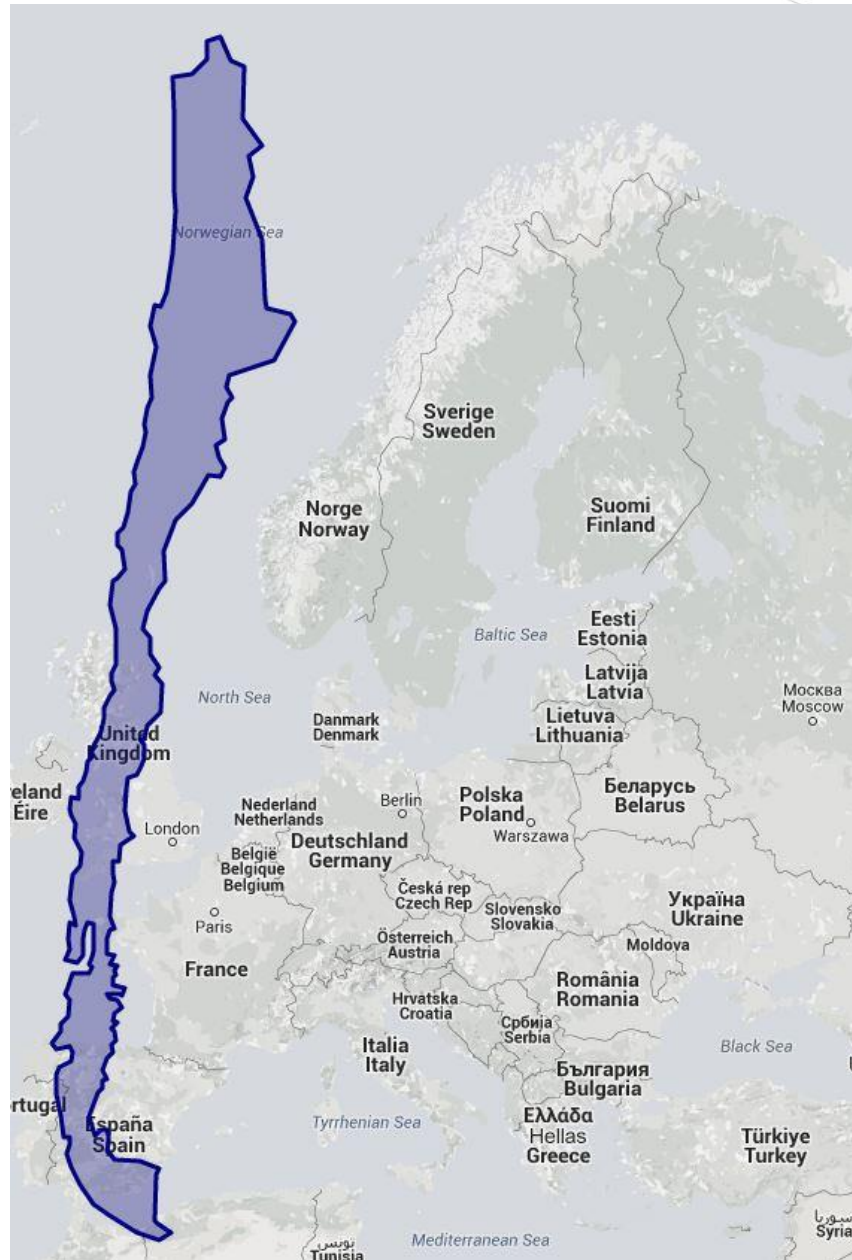 Norwegian Sea
Sverige
Sweden
Norge
Norway
Suomi
Finland
Eesti
Estonia
Baltic Sea
Latvija
Latvia
North Sea
Москва
Moscow
Danmark
Denmark
Lietuva
Lithuania
United
Kingdom
reland
Éire
Nederland
Netherlands
Berlin
Polska
Poland
Warszawa
Беларусь
Belarus
London
België
Belgique
Belgium
Deutschland
Germany
Paris
Česká rep
Czech Rep
Slovensko
Slovakia
Україна
Ukraine
Österreich
Austria
Moldova
France
Hrvatska
Croatia
România
Romania
Србија
Serbia
Italia
Italy
Black Sea
България
Bulgaria
ortugal
España
Spain
Tyrrhenian Sea
Ελλάδα
Hellas
Greece
Türkiye
Turkey
سوريا
Syria
تونس
Tunisia
Mediterranean Sea